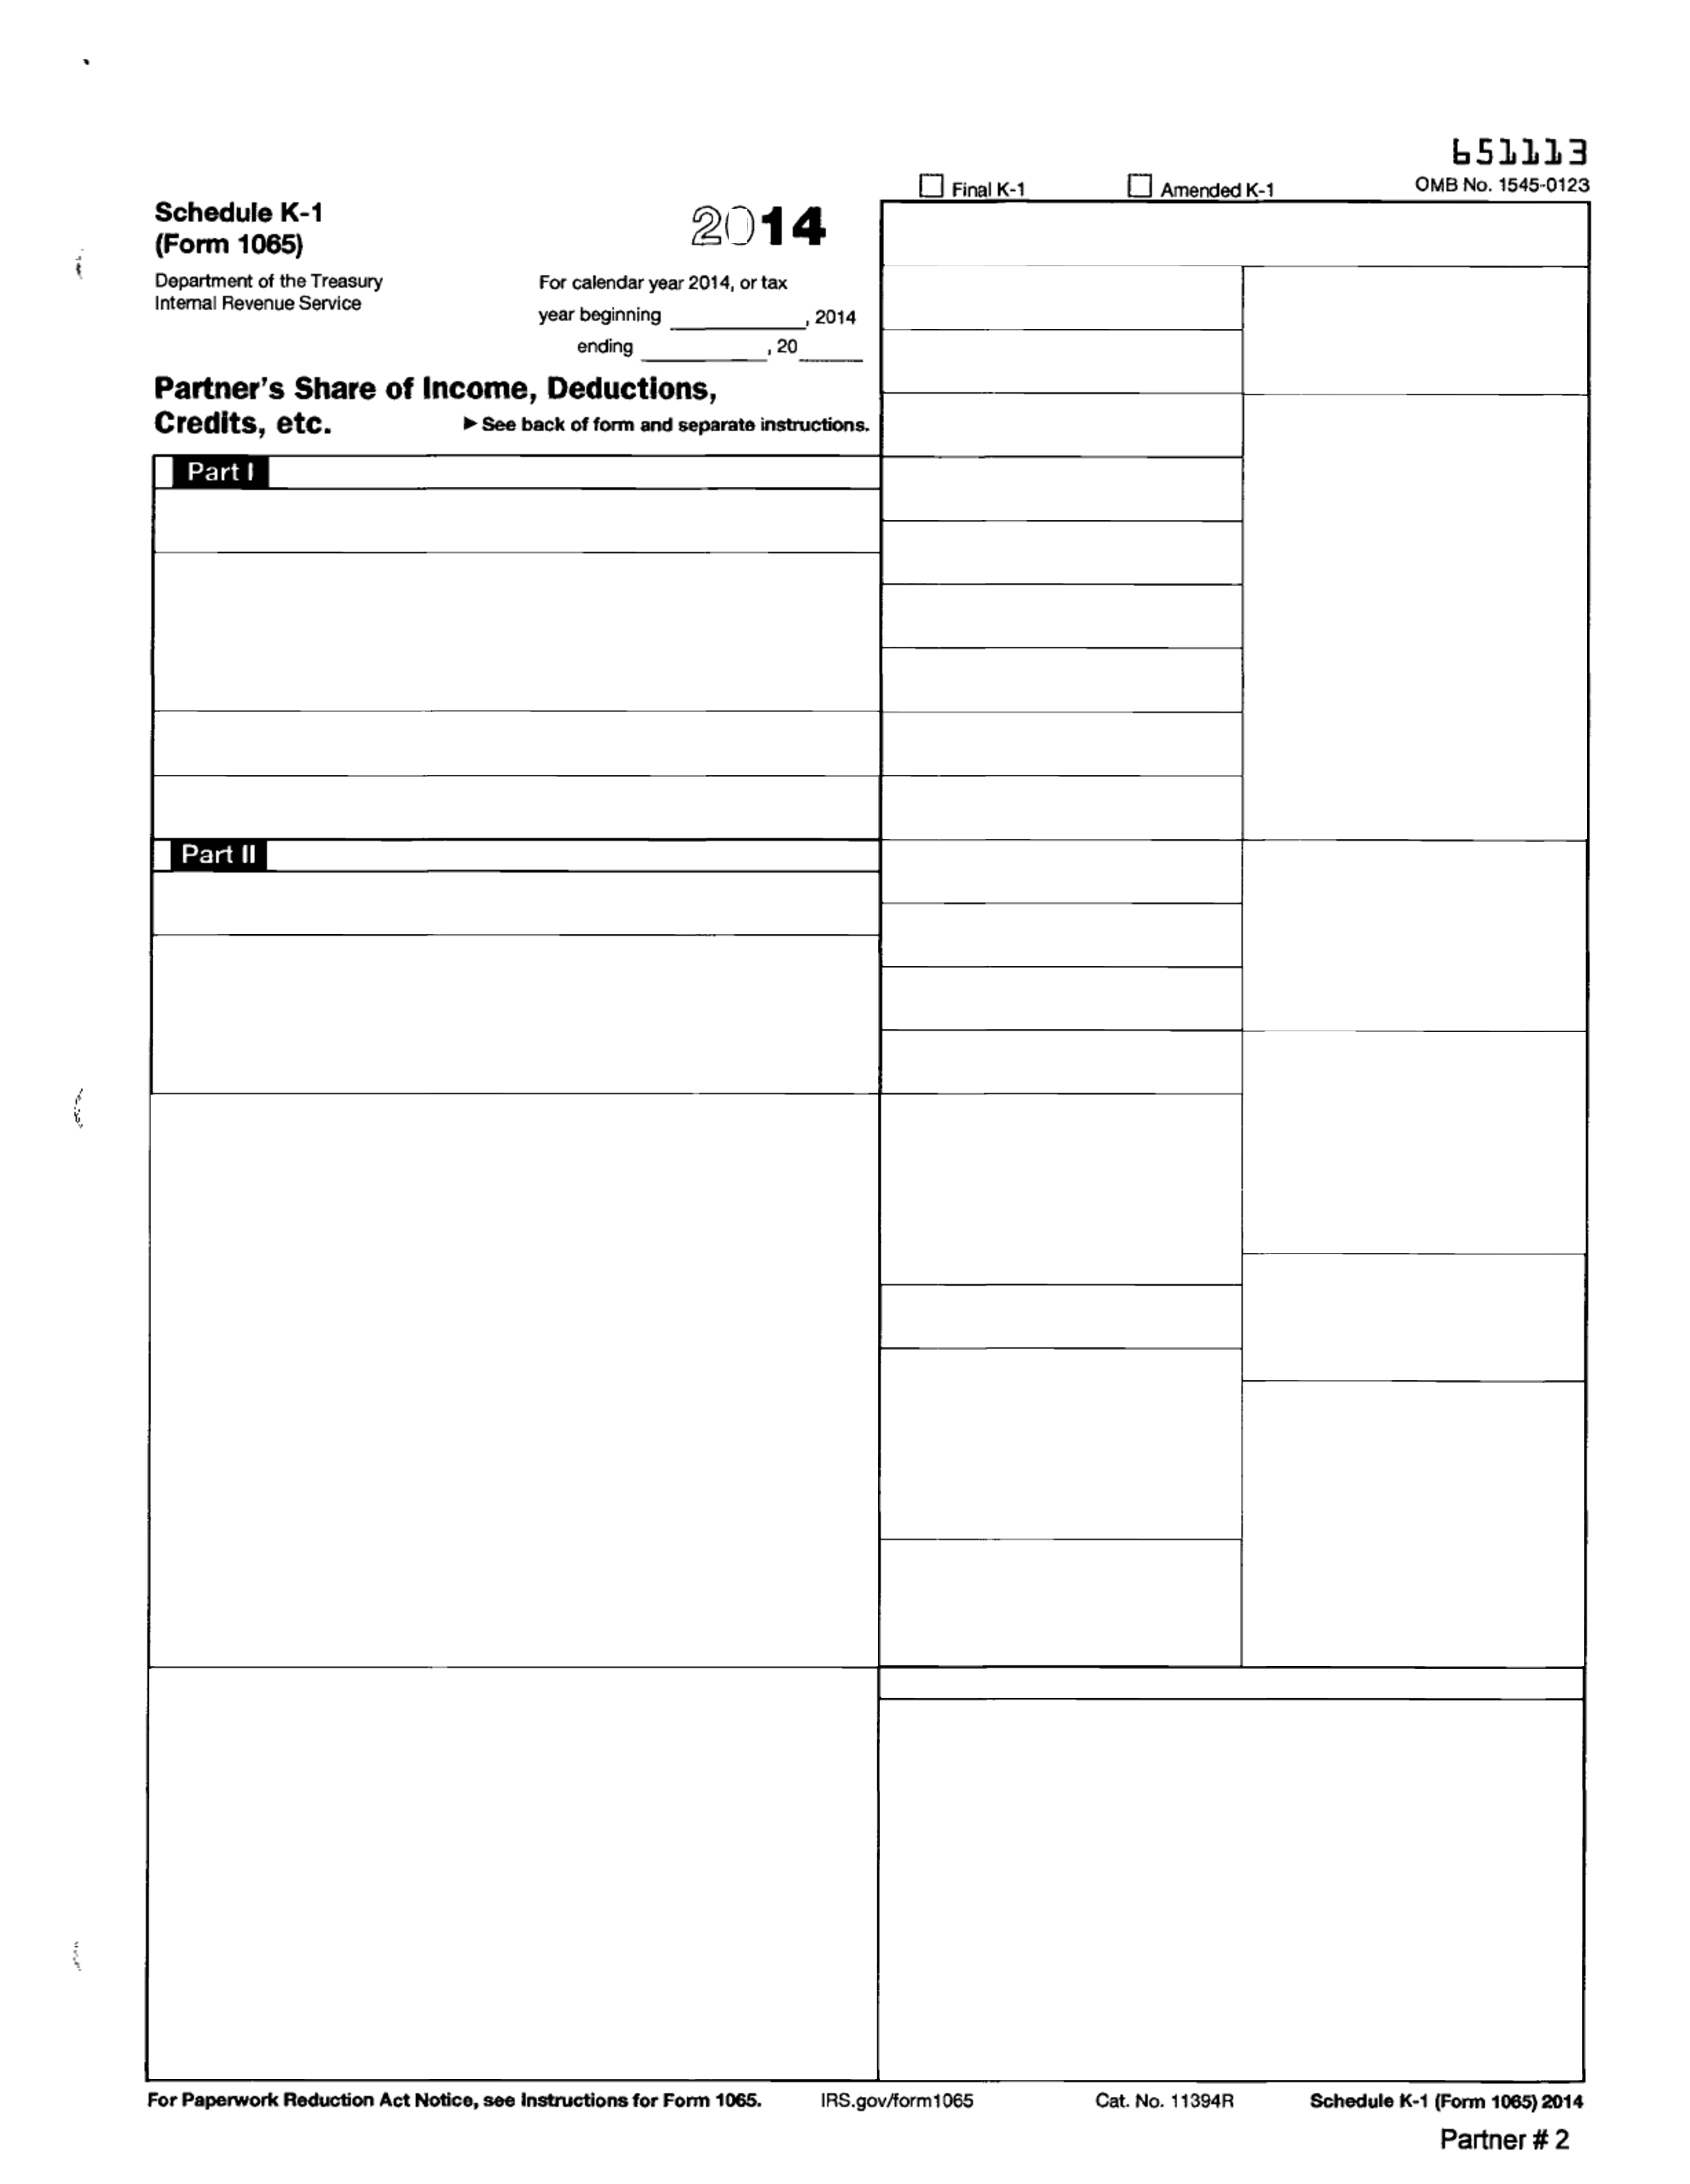 651113
Final K-1 Amended K-1 OMB No. 1545-0123
Schedule K-1
(Form 1065)
2014
Department of the Treasury
Internal Revenue Service
For calendar year 2014, or tax
year beginning , 2014
ending , 20
Partner's Share of Income, Deductions,
Credits, etc. ► See back of form and separate instructions.
Part I
Part II
For Paperwork Reduction Act Notice, see Instructions for Form 1065. IRS.gov/form1065 Cat. No. 11394R Schedule K-1 (Form 1065) 2014
Partner # 2